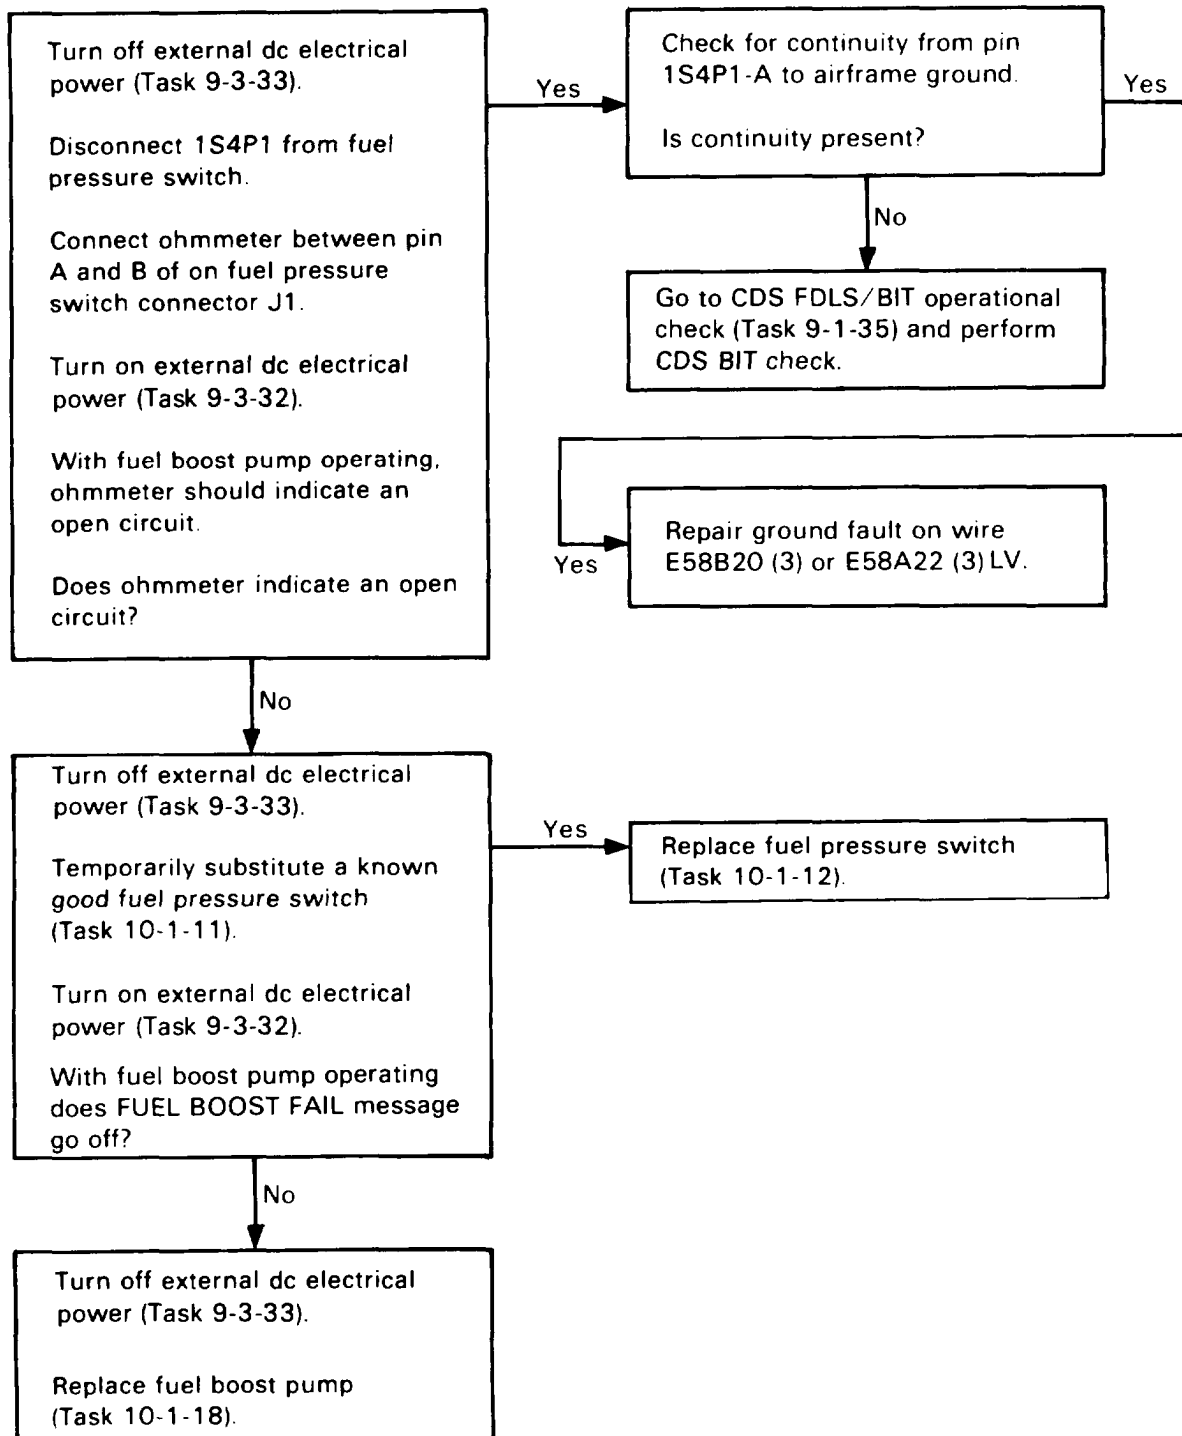 Turn off external dc electrical
power (Task 9-3-33).
Disconnect 1S4P1 from fuel
pressure switch.
Connect ohmmeter between pin
A and B of on fuel pressure
switch connector J1.
Turn on external dc electrical
power (Task 9-3-32).
With fuel boost pump operating,
ohmmeter should indicate an
open circuit.
Does ohmmeter indicate an open
circuit?
Yes
Check for continuity from pin
1S4P1-A to airframe ground.
Is continuity present?
Yes
No
Go to CDS FDLS/BIT operational
check (Task 9-1-35) and perform
CDS BIT check.
Yes
Repair ground fault on wire
E58B20 (3) or E58A22 (3) LV.
No
Turn off external dc electrical
power (Task 9-3-33).
Temporarily substitute a known
good fuel pressure switch
(Task 10-1-11).
Turn on external dc electrical
power (Task 9-3-32).
With fuel boost pump operating
does FUEL BOOST FAIL message
go off?
Yes
Replace fuel pressure switch
(Task 10-1-12).
No
Turn off external dc electrical
power (Task 9-3-33).
Replace fuel boost pump
(Task 10-1-18).